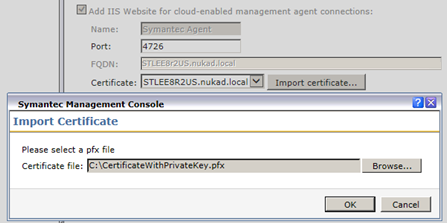 Add IIS Website for cloud-enabled management agent connections:
Name: Symantec Agent
Port: 4726
FQDN: STLEE8R2US.nukad.local
Certificate: STLEE8R2US.nukad.local Import certificate...
Symantec Management Console
Import Certificate
Please select a pfx file
Certificate file: C:\CertificateWithPrivateKey.pfx Browse...
OK Cancel